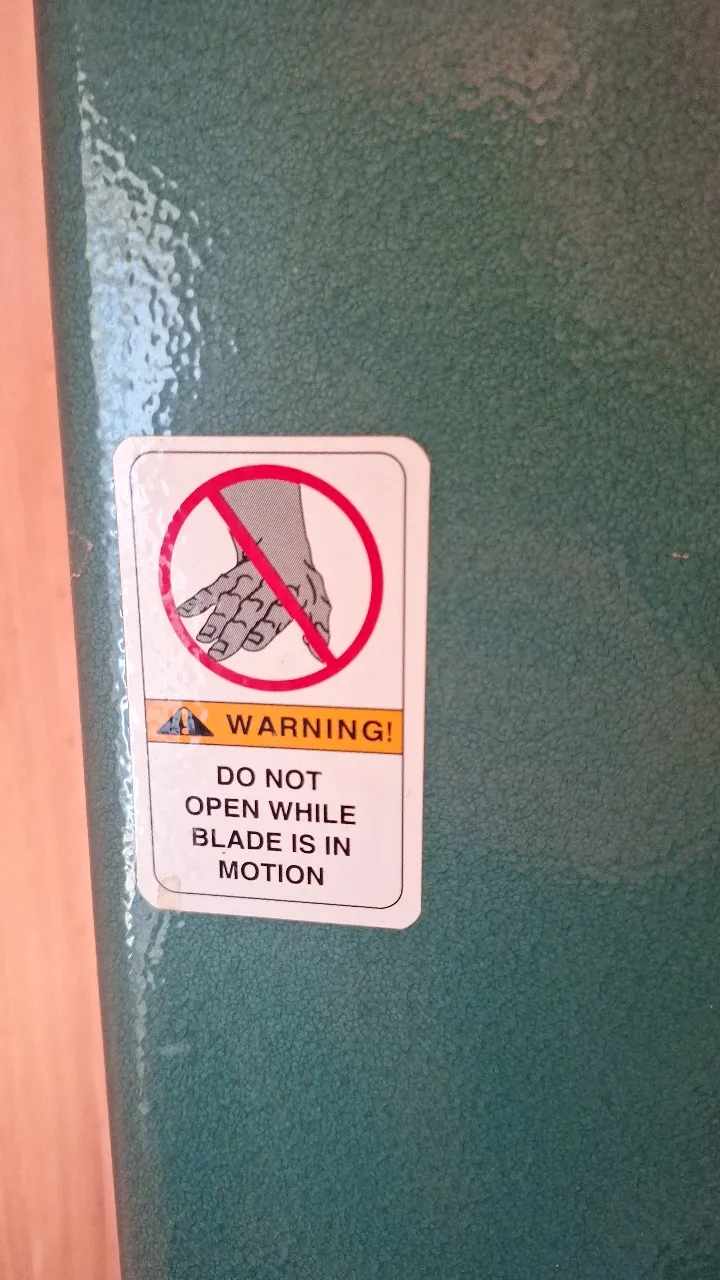 WARNING!
DO NOT
OPEN WHILE
BLADE IS IN
MOTION